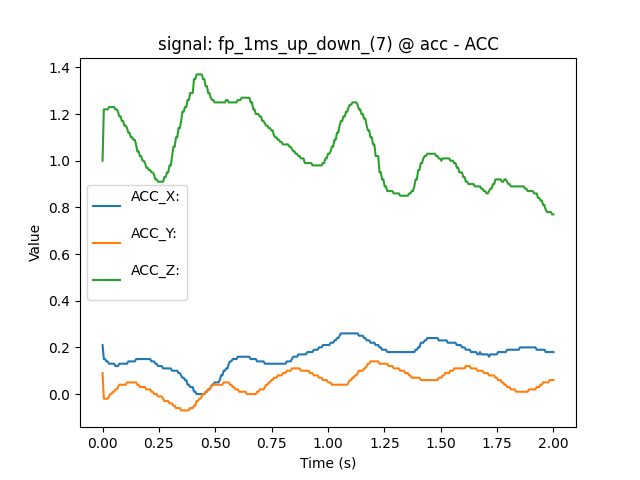 signal: fp_1ms_up_down_(7) @ acc - ACC
Value
1.4
1.2
1.0
0.8
0.6
0.4
0.2
0.0
ACC_X:
ACC_Y:
ACC_Z:
0.00 0.25 0.50 0.75 1.00 1.25 1.50 1.75 2.00
Time (s)